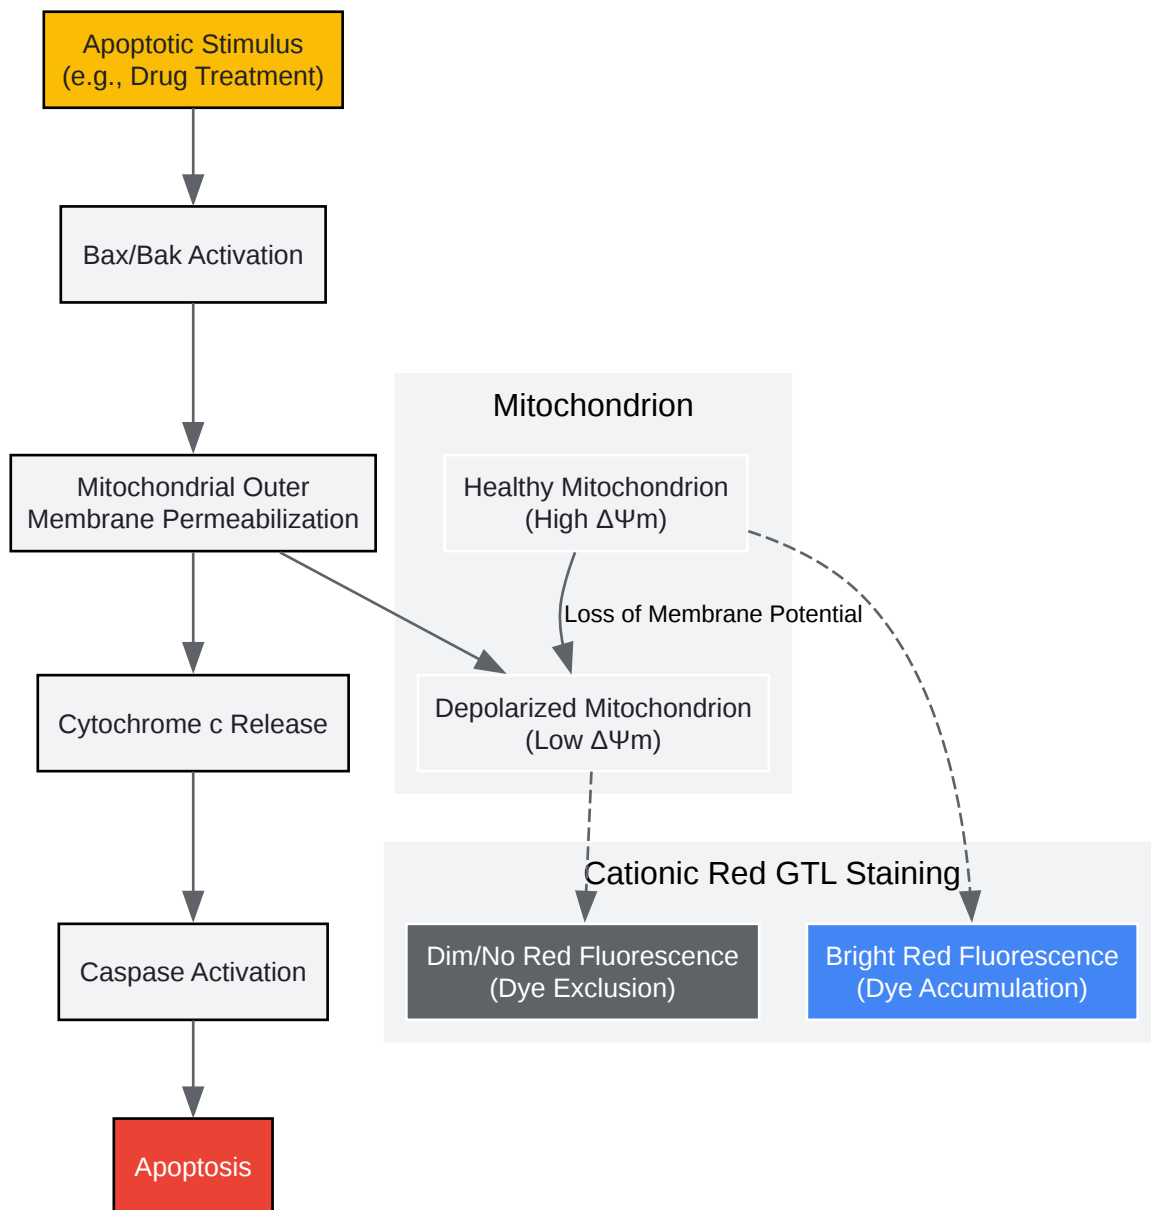 Apoptotic Stimulus
(e.g., Drug Treatment)
Bax/Bak Activation
Mitochondrion
Mitochondrial Outer
Membrane Permeabilization
Healthy Mitochondrion
(High ΔΨm)
Loss of Membrane Potential
Cytochrome c Release
Depolarized Mitochondrion
(Low ΔΨm)
Cationic Red GTL Staining
Caspase Activation
Dim/No Red Fluorescence
(Dye Exclusion)
Bright Red Fluorescence
(Dye Accumulation)
Apoptosis